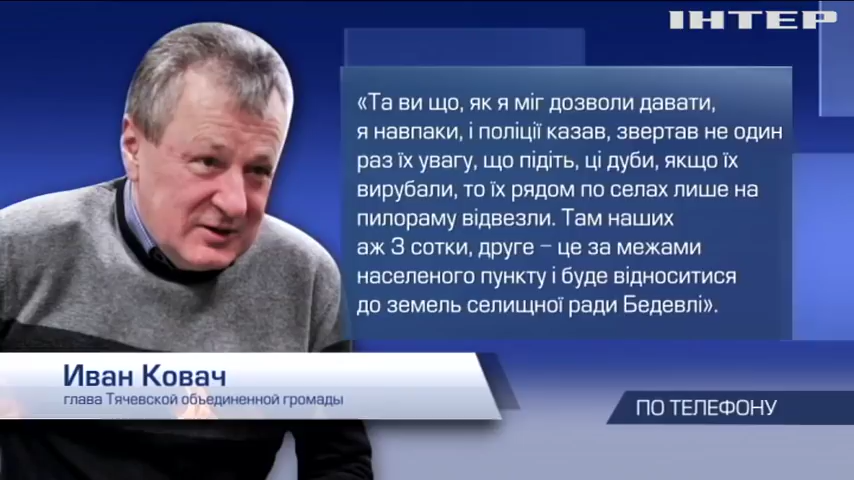 ІНТЕР
«Та ви що, як я міг дозволи давати,
я навпаки, і поліції казав, звертав не один
раз їх увагу, що підіть, ці дуби, якщо їх
вирубали, то їх рядом по селах лише на
пилораму відвезли. Там наших
аж 3 сотки, друге – це за межами
населеного пункту і буде відноситися
до земель селищної ради Бедевлі».
Иван Ковач
глава Тячевской объединенной громады
ПО ТЕЛЕФОНУ